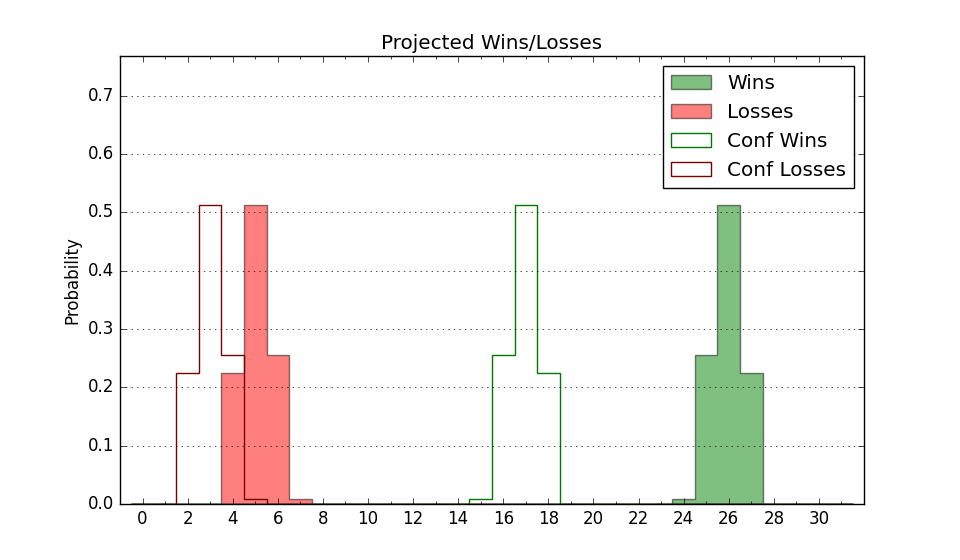 Projected Wins/Losses
Wins
Losses
Conf Wins
Conf Losses
Probability
0.7
0.6
0.5
0.4
0.3
0.2
0.1
0.0
0 2 4 6 8 10 12 14 16 18 20 22 24 26 28 30